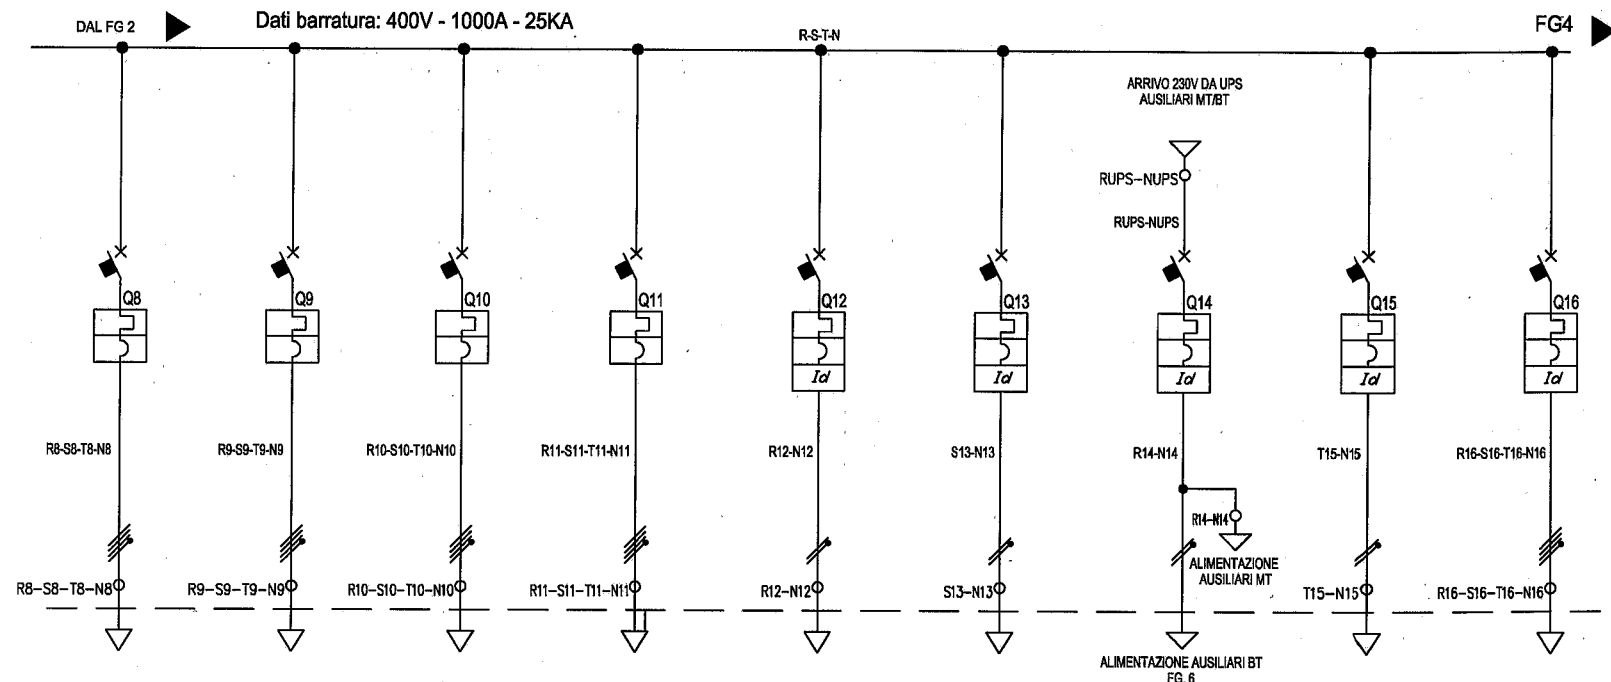 DAL FG 2
Dati barratura: 400V - 1000A - 25KA
R-S-T-N
FG4
ARRIVO 230V DA UPS
AUSILIARI MT/BT
RUPS-NUPS
RUPS-NUPS
Q8
Q9
Q10
Q11
Q12
Q13
Q14
Q15
Q16
Id
Id
Id
Id
Id
R8-S8-T8-N8
R9-S9-T9-N9
R10-S10-T10-N10
R11-S11-T11-N11
R12-N12
S13-N13
R14-N14
T15-N15
R16-S16-T16-N16
R14-N14
ALIMENTAZIONE
AUSILIARI MT
R8-S8-T8-N8
R9-S9-T9-N9
R10-S10-T10-N10
R11-S11-T11-N11
R12-N12
S13-N13
T15-N15
R16-S16-T16-N16
ALIMENTAZIONE AUSILIARI BT
FG. 6